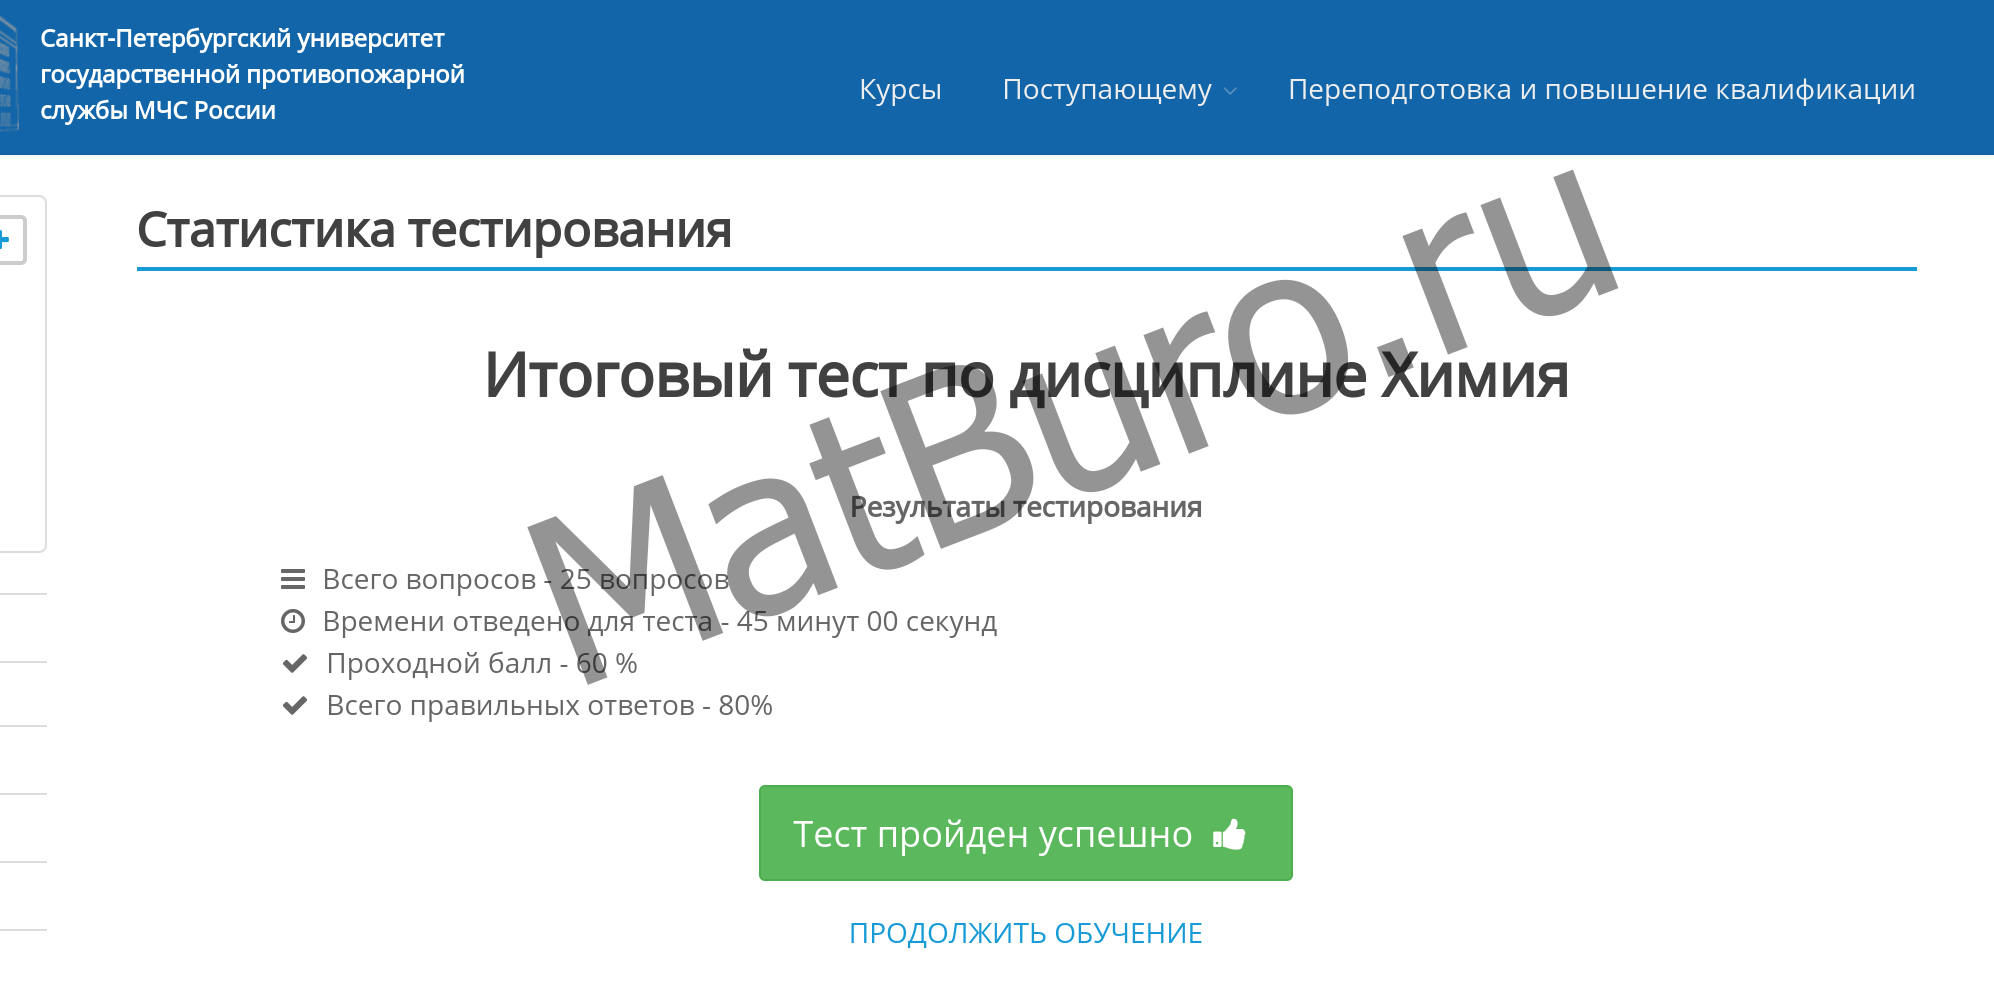 Санкт-Петербургский университет
государственной противопожарной
службы МЧС России
Курсы
Поступающему
Переподготовка и повышение квалификации
Статистика тестирования
Итоговый тест по дисциплине Химия
Результаты тестирования
Всего вопросов - 25 вопросов
Времени отведено для теста - 45 минут 00 секунд
Проходной балл - 60 %
Всего правильных ответов - 80%
Тест пройден успешно
ПРОДОЛЖИТЬ ОБУЧЕНИЕ
MatBuro.ru